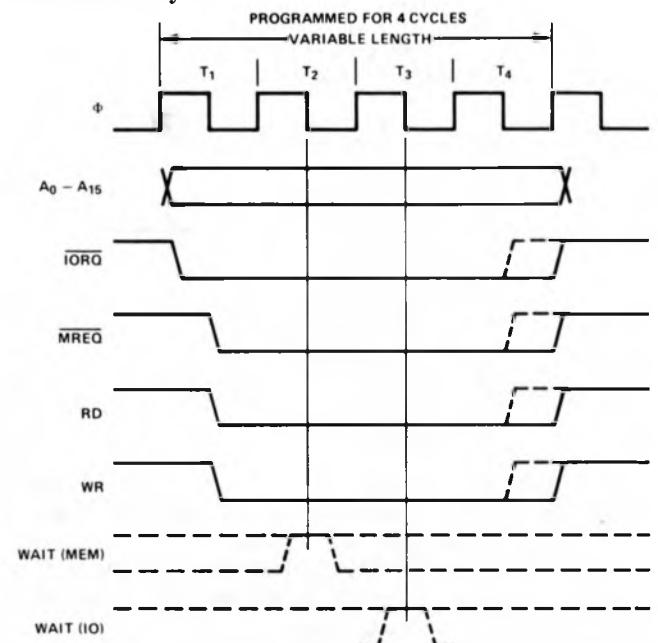 PROGRAMMED FOR 4 CYCLES
VARIABLE LENGTH
T1 T2 T3 T4
Φ
A0 – A15
IORQ
MREQ
RD
WR
WAIT (MEM)
WAIT (IO)